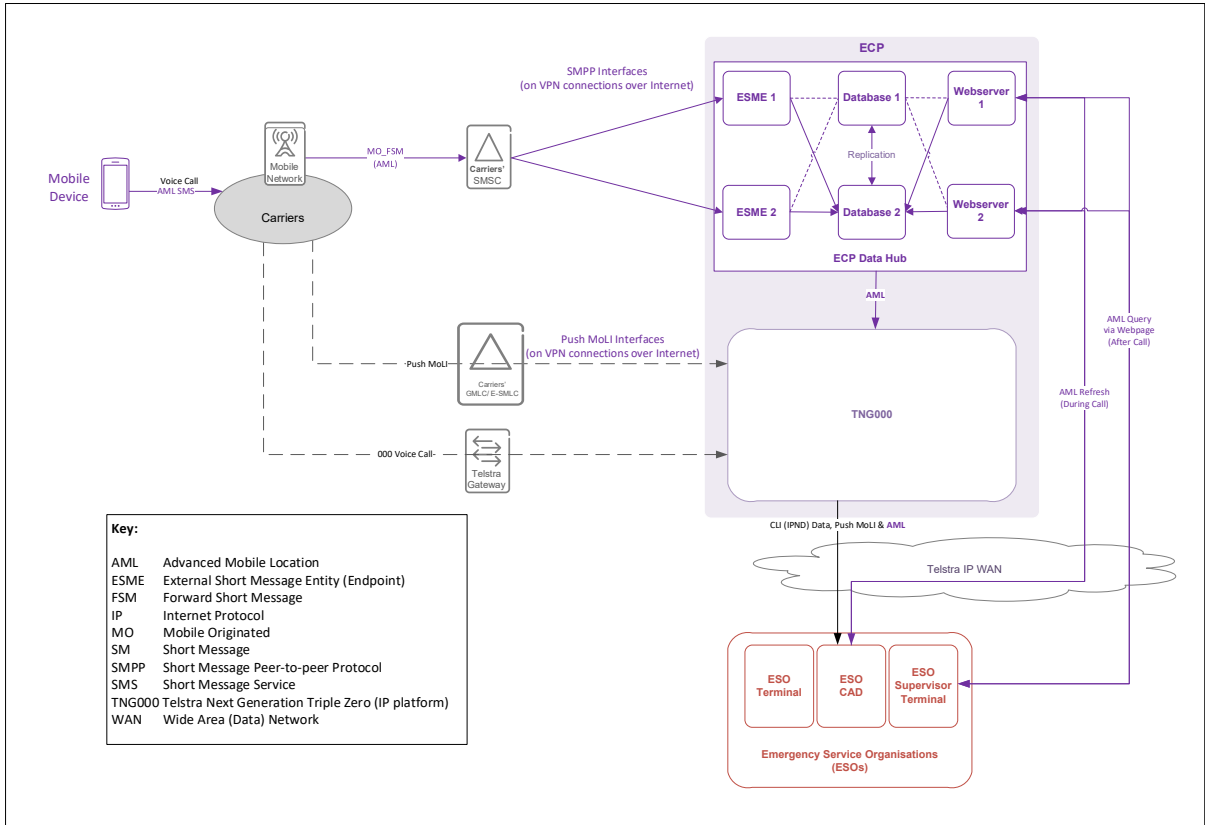 ECP
SMPP Interfaces
(on VPN connections over Internet)
ESME 1
Database 1
Webserver
1
Mobile
Network
MO_FSM
(AML)
Carriers'
SMSC
Replication
Mobile
Device
Voice Call
AML SMS
Carriers
ESME 2
Database 2
Webserver
2
ECP Data Hub
AML
AML Query
via Webpage
(After Call)
Push MoLI Interfaces
(on VPN connections over Internet)
Push MoLI
Carriers'
GMLC/ E-SMLC
AML Refresh
(During Call)
TNG000
000 Voice Call-
Telstra
Gateway
CLI (IPND) Data, Push MoLI & AML
Telstra IP WAN
Key:
AML Advanced Mobile Location
ESME External Short Message Entity (Endpoint)
FSM Forward Short Message
IP Internet Protocol
MO Mobile Originated
SM Short Message
SMPP Short Message Peer-to-peer Protocol
SMS Short Message Service
TNG000 Telstra Next Generation Triple Zero (IP platform)
WAN Wide Area (Data) Network
ESO
Terminal
ESO
CAD
ESO
Supervisor
Terminal
Emergency Service Organisations
(ESOs)